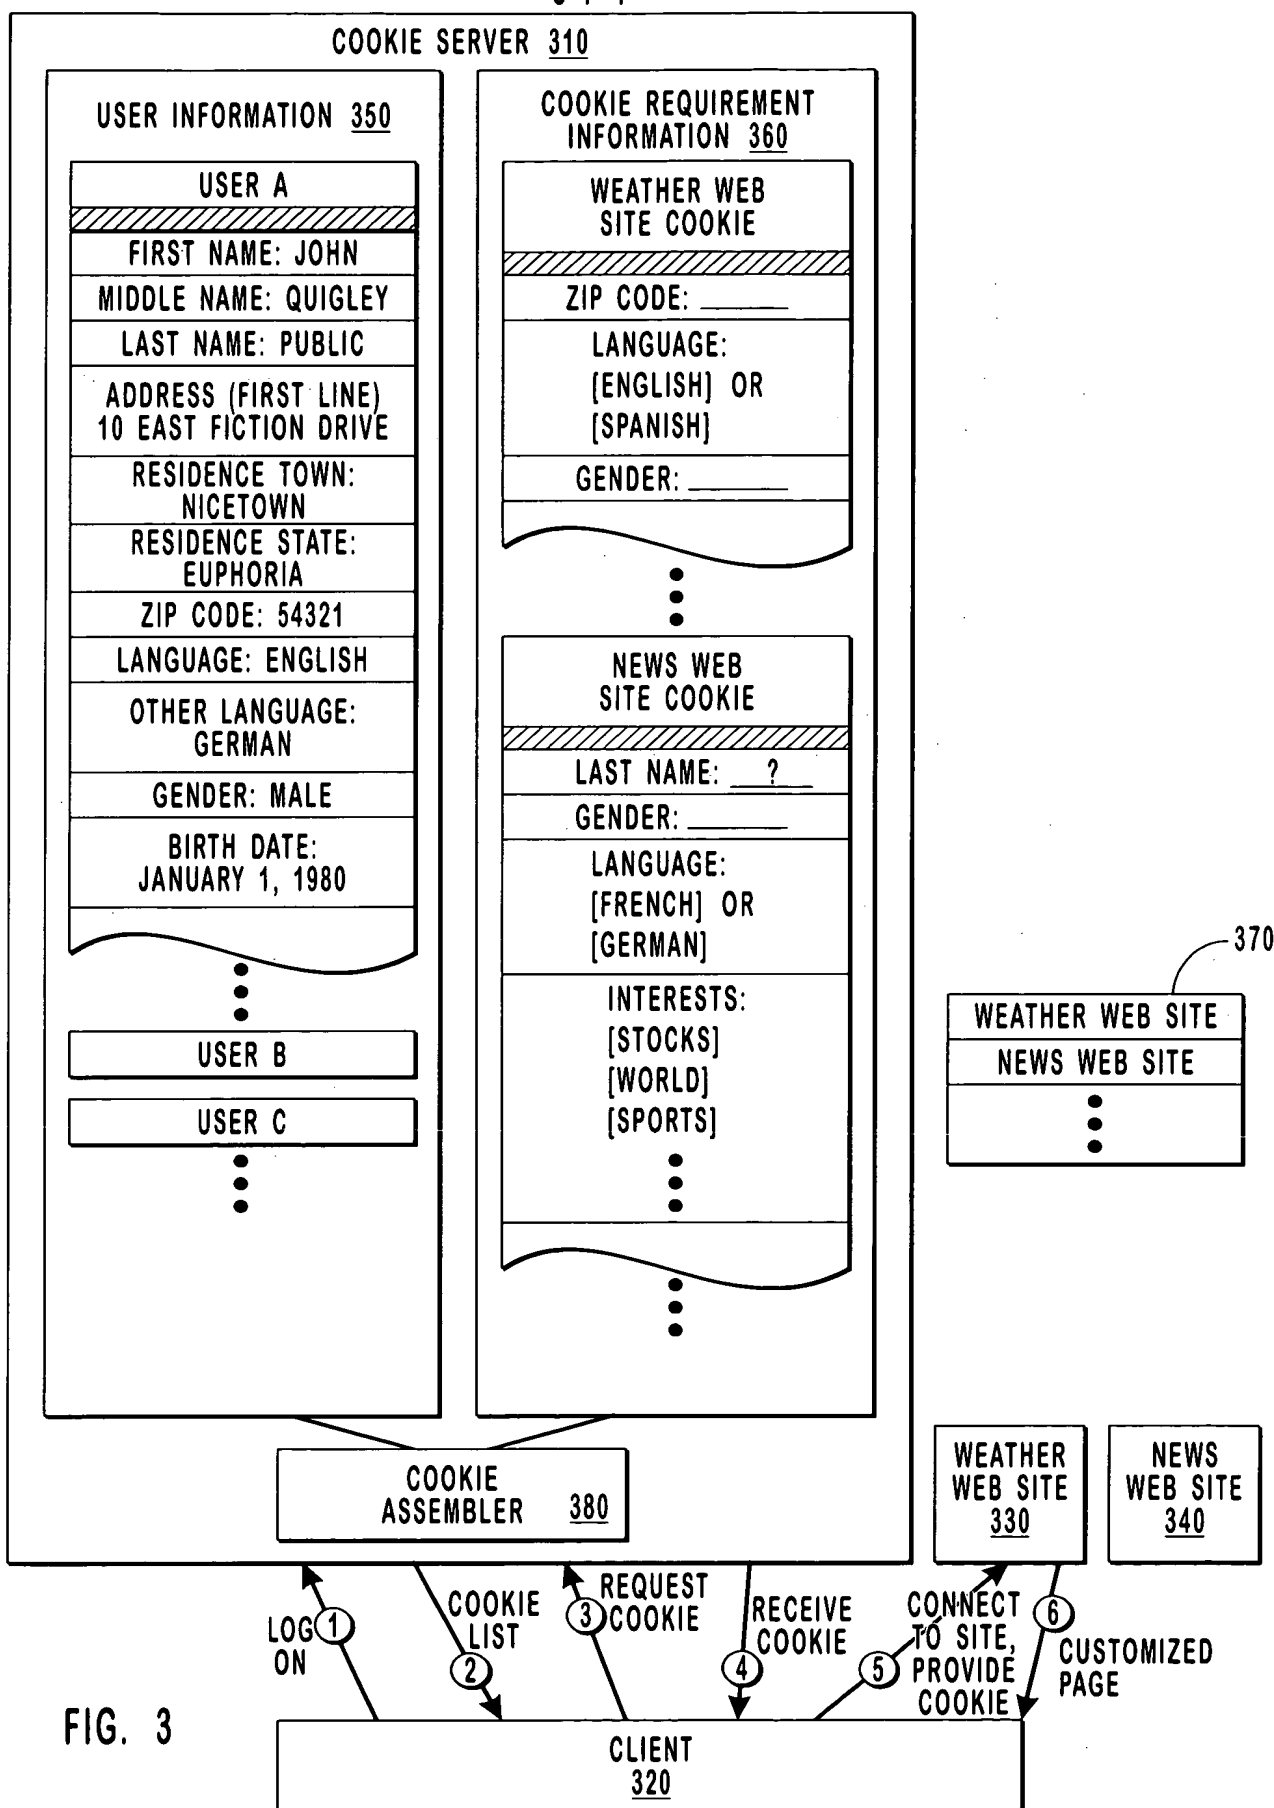 COOKIE SERVER 310
USER INFORMATION 350
USER A
FIRST NAME: JOHN
MIDDLE NAME: QUIGLEY
LAST NAME: PUBLIC
ADDRESS (FIRST LINE)
10 EAST FICTION DRIVE
RESIDENCE TOWN:
NICETOWN
RESIDENCE STATE:
EUPHORIA
ZIP CODE: 54321
LANGUAGE: ENGLISH
OTHER LANGUAGE:
GERMAN
GENDER: MALE
BIRTH DATE:
JANUARY 1, 1980
USER B
USER C
COOKIE REQUIREMENT
INFORMATION 360
WEATHER WEB
SITE COOKIE
ZIP CODE: ______
LANGUAGE:
[ENGLISH] OR
[SPANISH]
GENDER: ______
NEWS WEB
SITE COOKIE
LAST NAME: __?__
GENDER: ______
LANGUAGE:
[FRENCH] OR
[GERMAN]
INTERESTS:
[STOCKS]
[WORLD]
[SPORTS]
370
WEATHER WEB SITE
NEWS WEB SITE
COOKIE
ASSEMBLER 380
WEATHER
WEB SITE
330
NEWS
WEB SITE
340
LOG
ON
1
COOKIE
LIST
2
REQUEST
COOKIE
3
RECEIVE
COOKIE
4
5
CONNECT
TO SITE,
PROVIDE
COOKIE
6
CUSTOMIZED
PAGE
CLIENT
320
FIG. 3